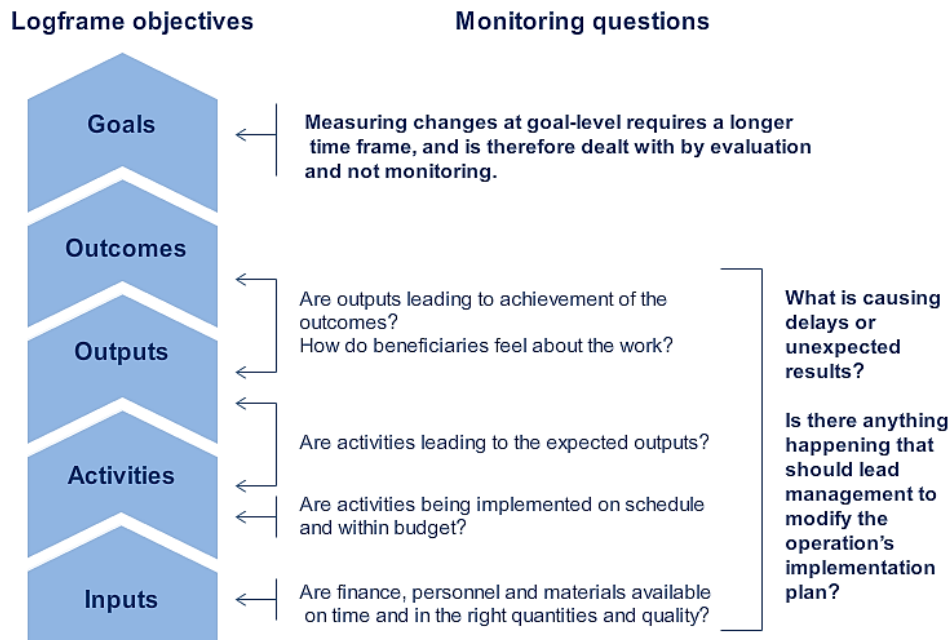 Logframe objectives
Monitoring questions
Goals
Measuring changes at goal-level requires a longer
time frame, and is therefore dealt with by evaluation
and not monitoring.
Outcomes
Are outputs leading to achievement of the
outcomes?
How do beneficiaries feel about the work?
Outputs
Are activities leading to the expected outputs?
Activities
Are activities being implemented on schedule
and within budget?
Inputs
Are finance, personnel and materials available
on time and in the right quantities and quality?
What is causing
delays or
unexpected
results?
Is there anything
happening that
should lead
management to
modify the
operation's
implementation
plan?